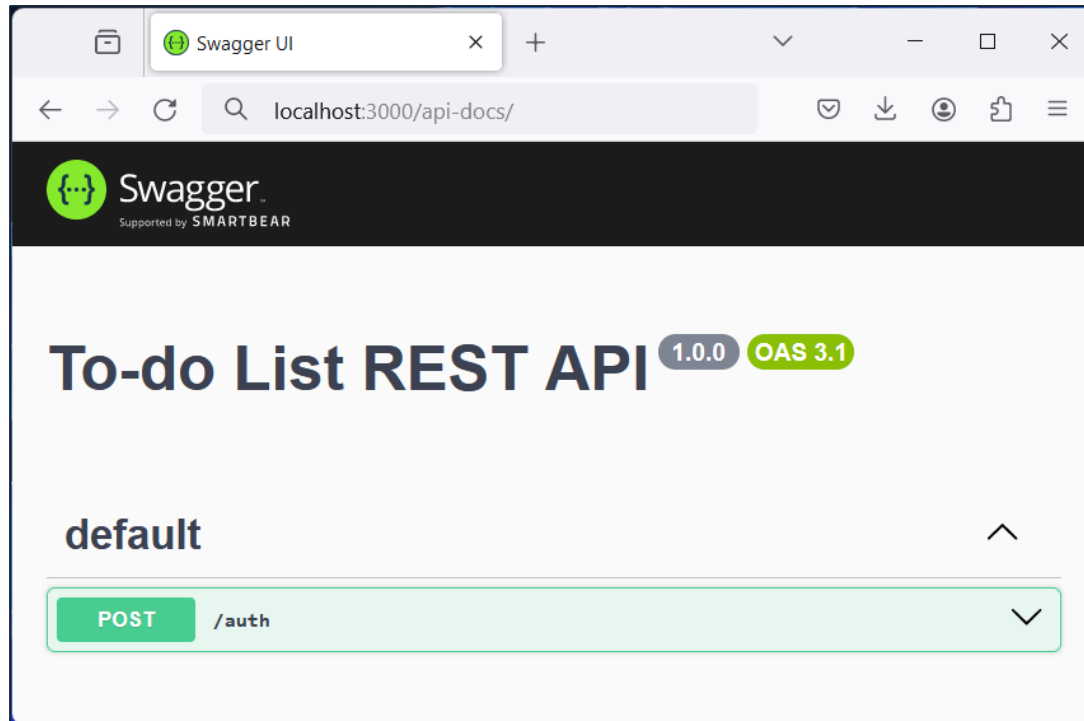 Swagger UI
localhost:3000/api-docs/
{···} Swagger
Supported by SMARTBEAR
To-do List REST API 1.0.0 OAS 3.1
default
POST /auth